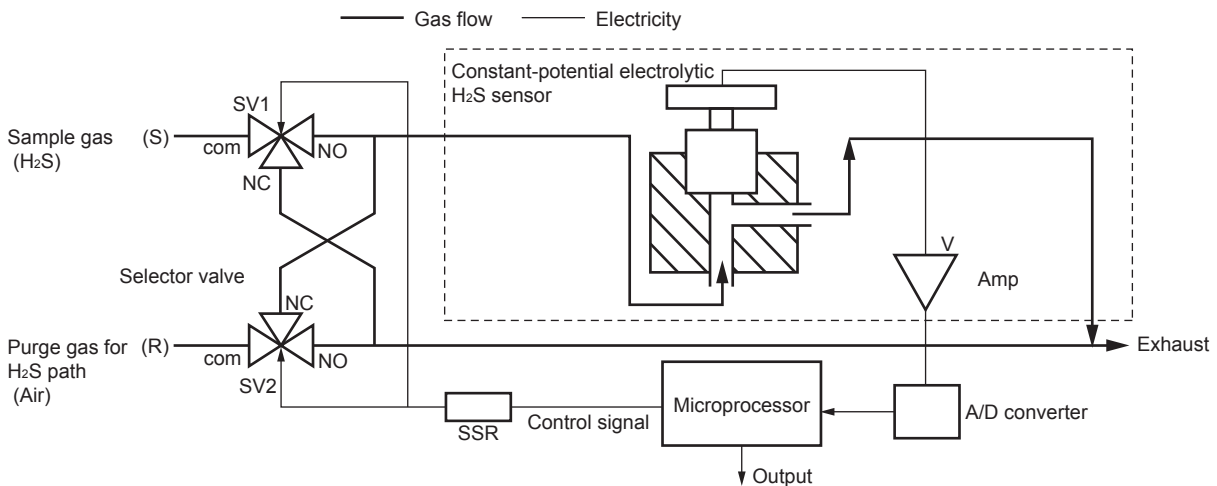 Gas flow
Electricity
Constant-potential electrolytic
H₂S sensor
SV1
Sample gas (S)
(H₂S)
com
NO
NC
Selector valve
NC
V
Amp
Purge gas for (R)
H₂S path
(Air)
com
NO
SV2
Exhaust
SSR
Control signal
Microprocessor
A/D converter
Output